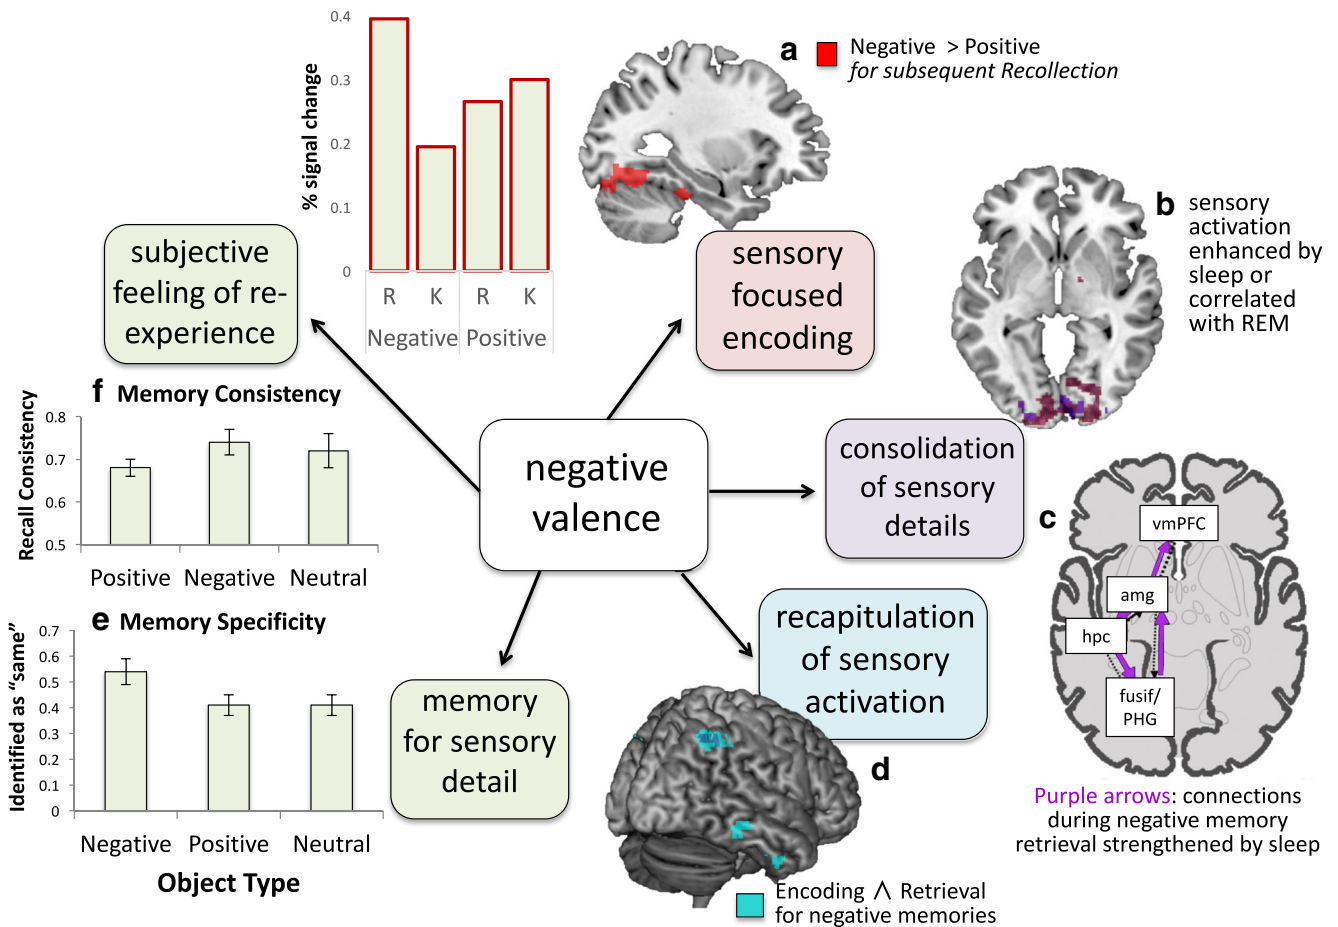 0.4
0.3
0.2
0.1
0
% signal change
R K R K
Negative Positive
a
Negative > Positive
for subsequent Recollection
b
sensory
activation
enhanced by
sleep or
correlated
with REM
subjective
feeling of re-
experience
sensory
focused
encoding
f Memory Consistency
Recall Consistency
0.8
0.7
0.6
0.5
Positive Negative Neutral
negative
valence
consolidation
of sensory
details
c
vmPFC
amg
hpc
fusif/
PHG
Purple arrows: connections
during negative memory
retrieval strengthened by sleep
e Memory Specificity
Identified as “same”
0.7
0.6
0.5
0.4
0.3
0.2
0.1
0
Negative Positive Neutral
Object Type
memory
for sensory
detail
recapitulation
of sensory
activation
d
Encoding ∧ Retrieval
for negative memories